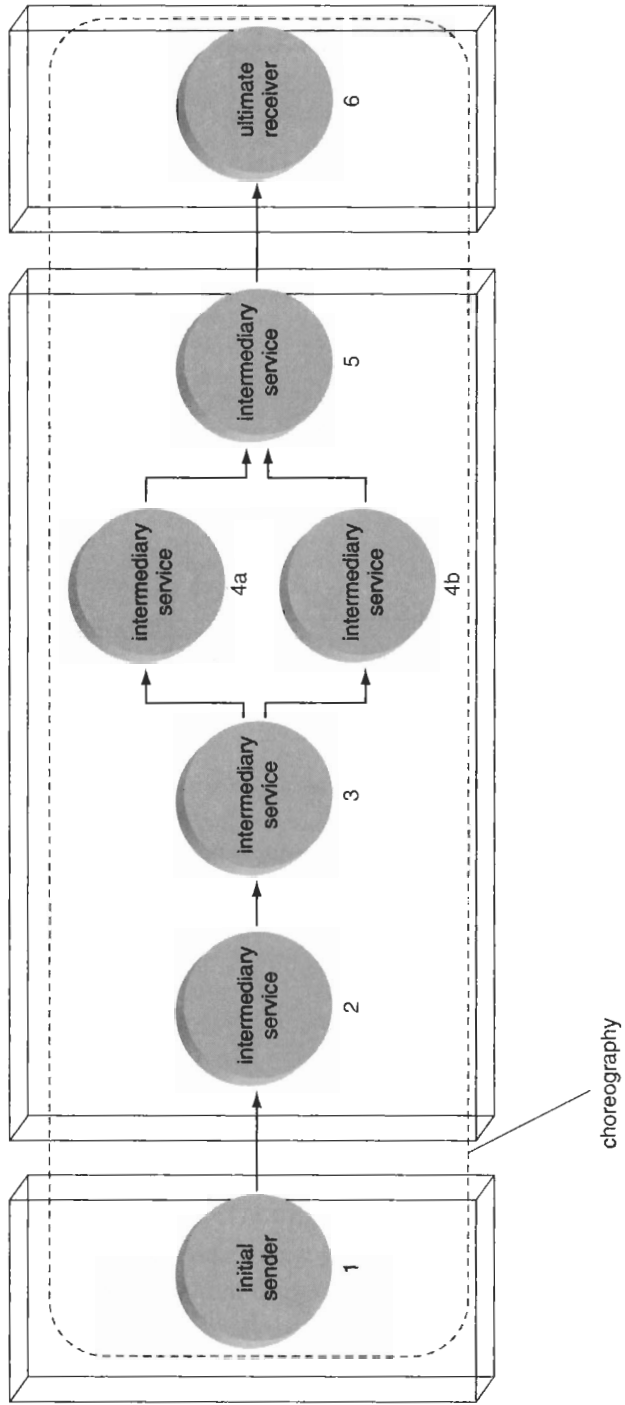 initial
sender
1
intermediary
service
2
intermediary
service
3
intermediary
service
4a
intermediary
service
4b
intermediary
service
5
ultimate
receiver
6
choreography